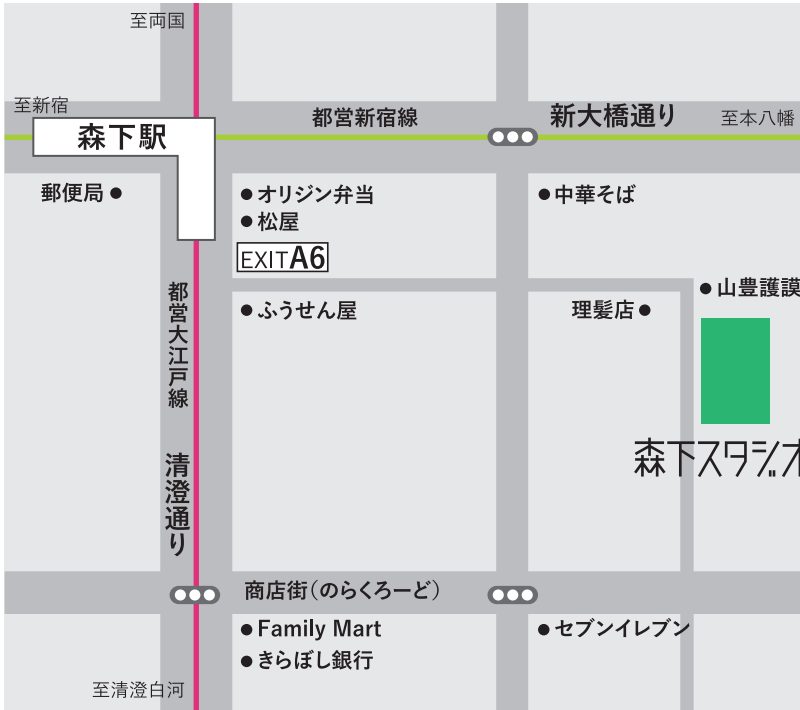 至両国
至新宿
森下駅
都営新宿線
新大橋通り
至本八幡
郵便局
オリジン弁当
松屋
EXIT A6
中華そば
山豊護謨
都営大江戸線
ふうせん屋
理髪店
森下スタジオ
清澄通り
商店街（のらくろーど）
Family Mart
きらぼし銀行
セブンイレブン
至清澄白河